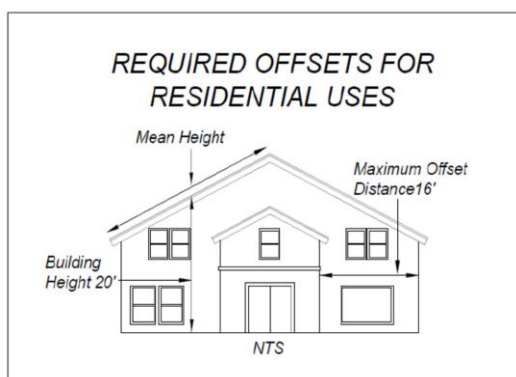 REQUIRED OFFSETS FOR
RESIDENTIAL USES
Mean Height
Maximum Offset
Distance16'
Building
Height 20'
NTS